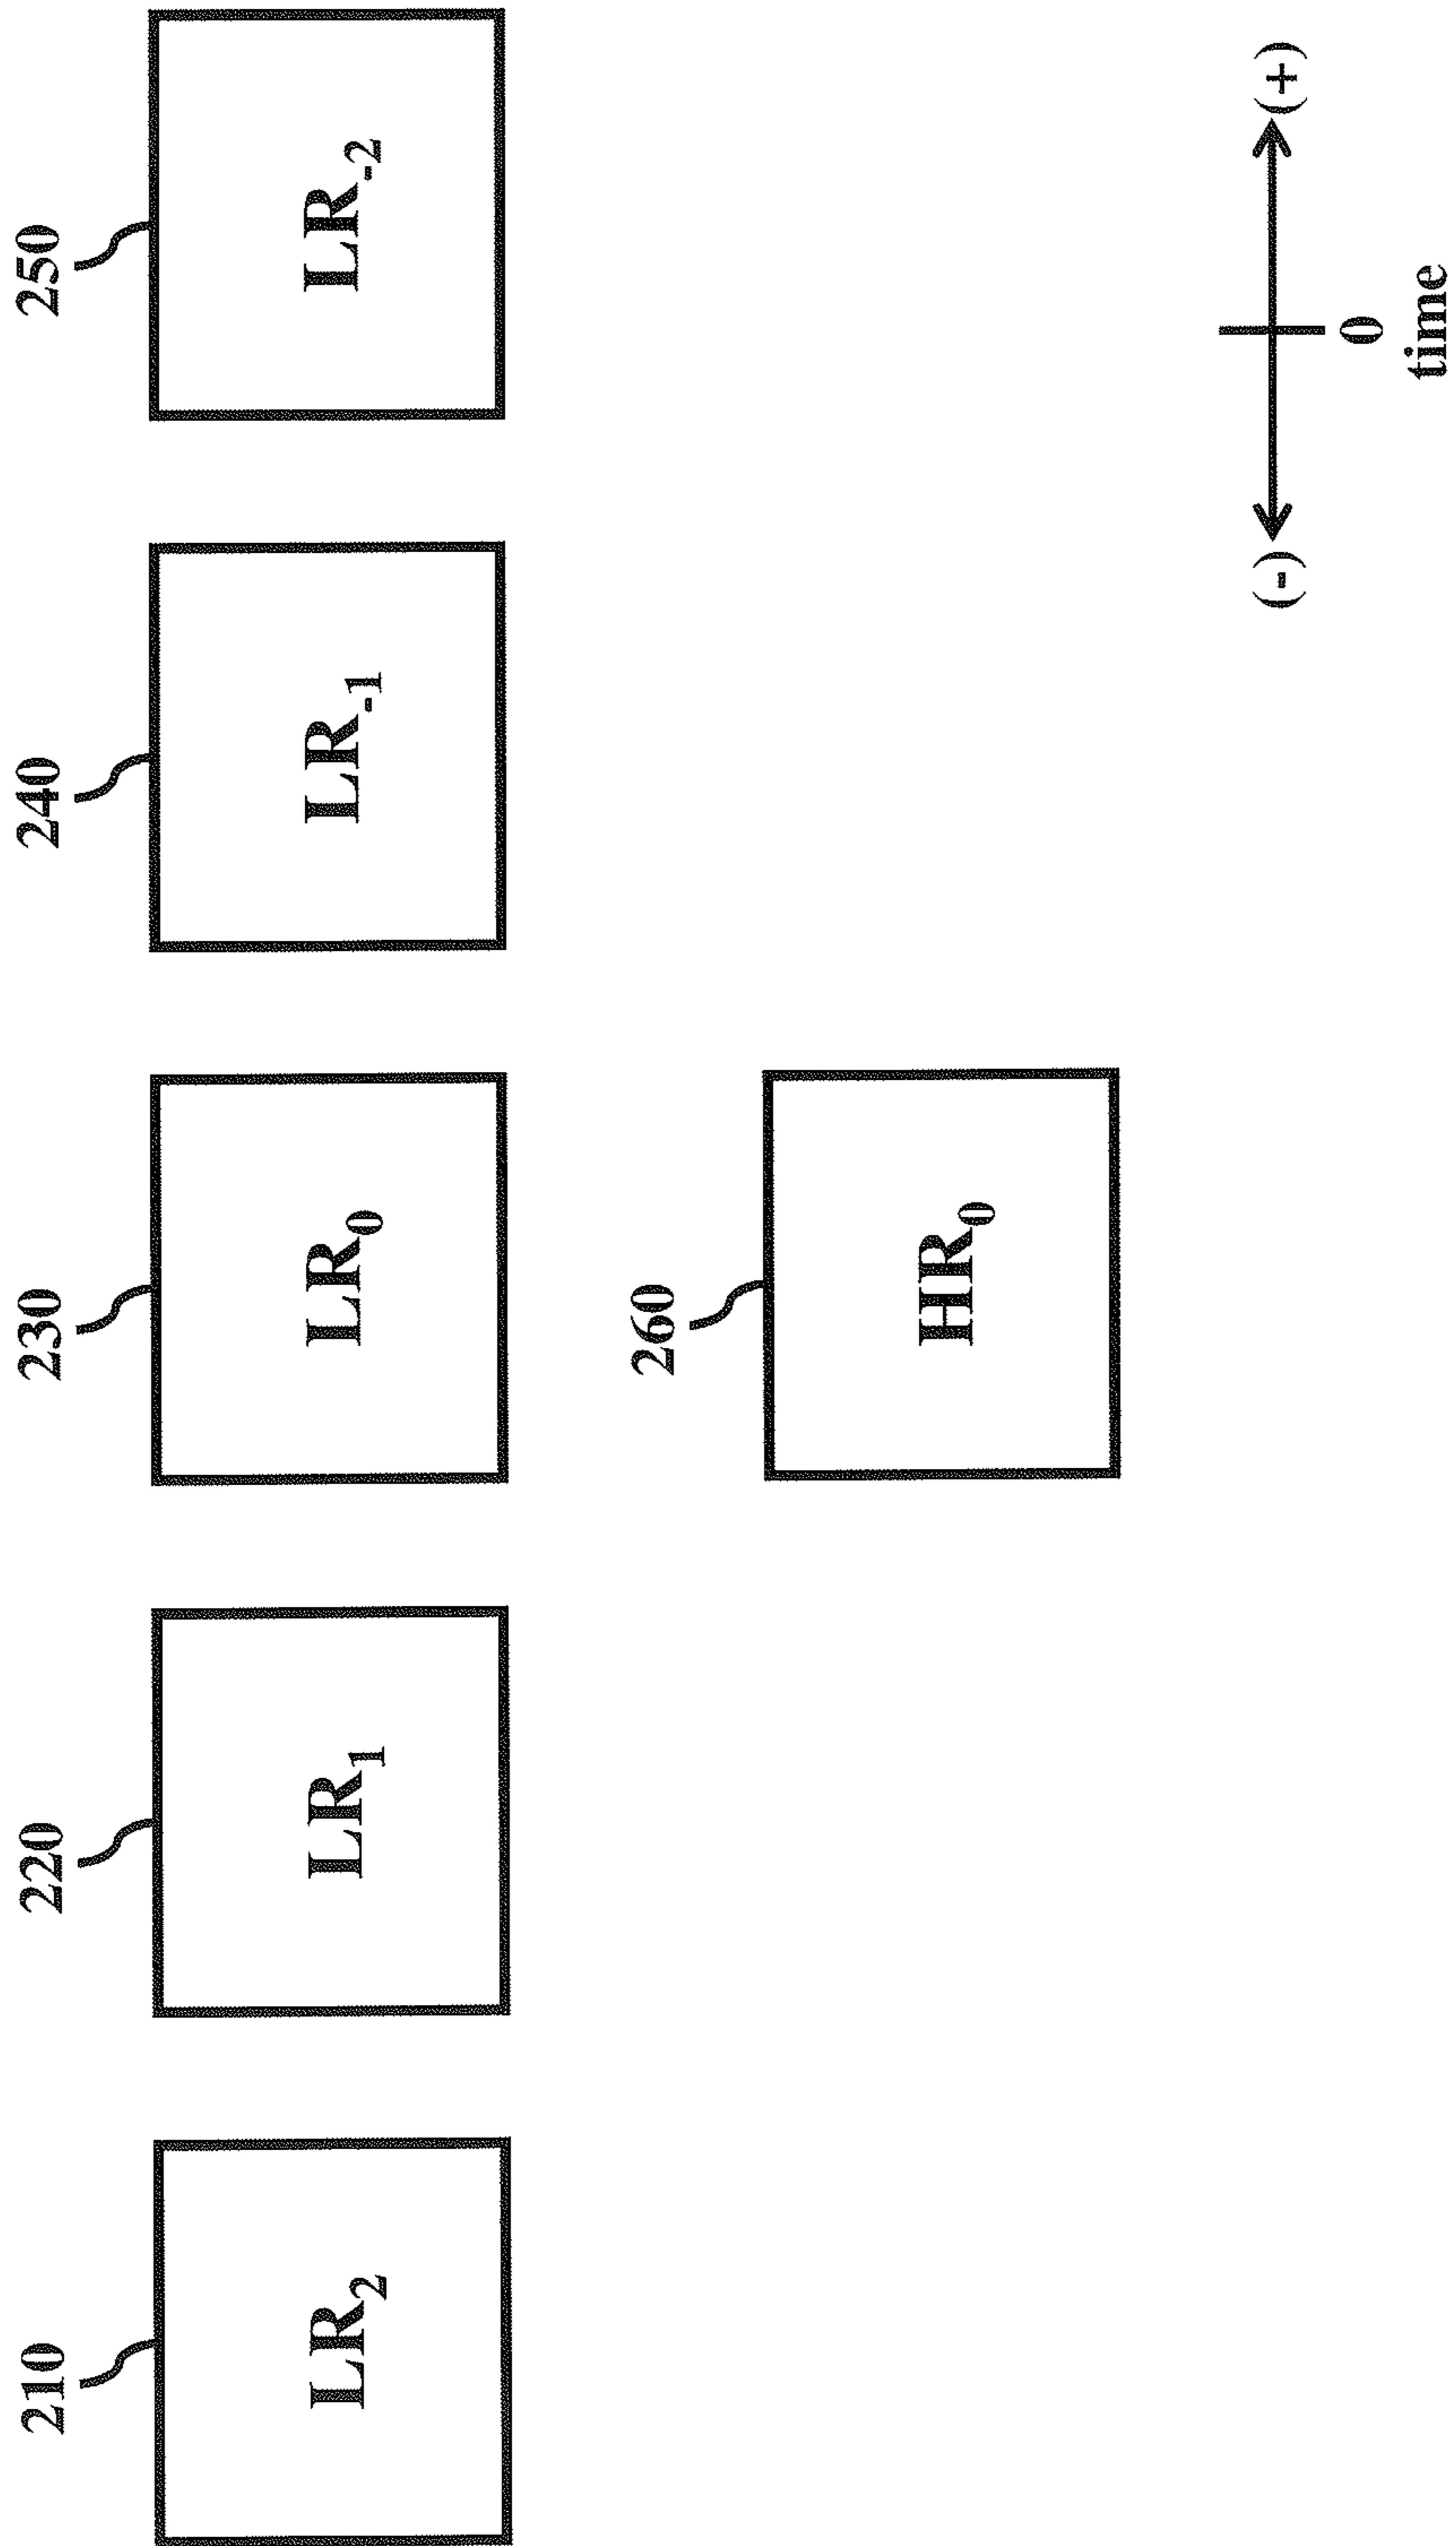 210 220 230 240 250
LR₂ LR₁ LR₀ LR₋₁ LR₋₂
260
HR₀
(-) (+)
0
time